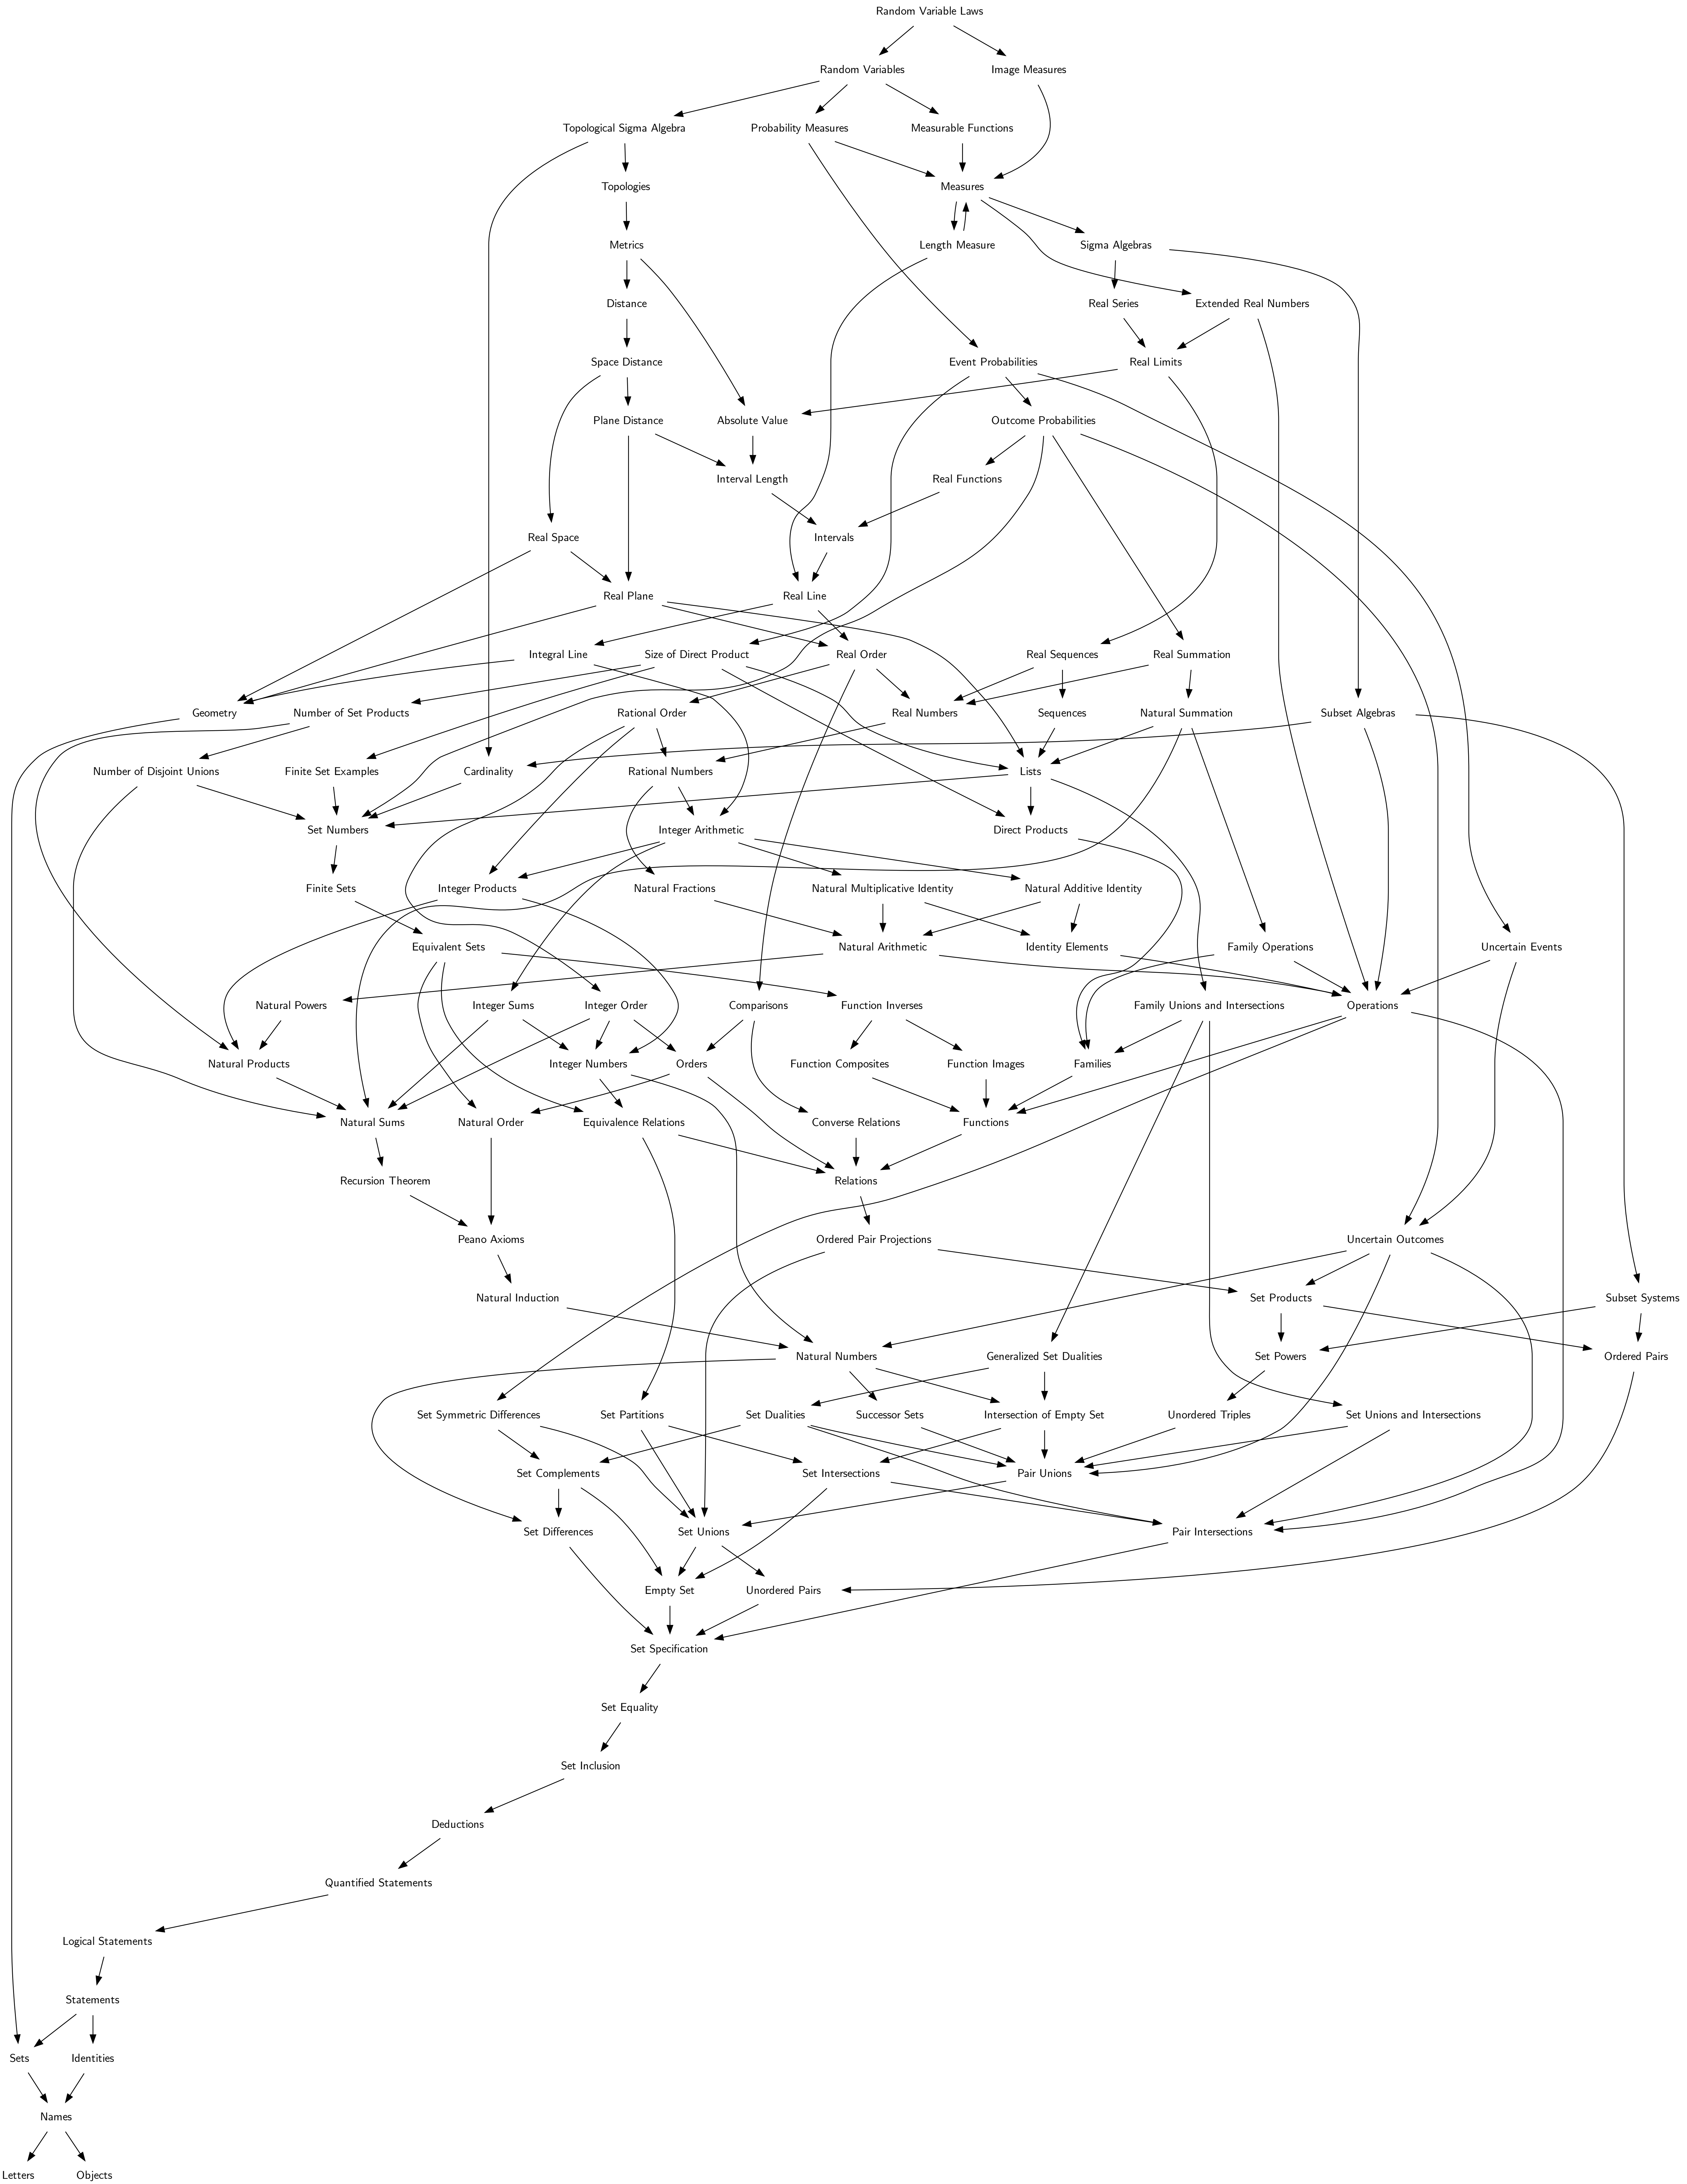 Random Variable Laws
Random Variables
Image Measures
Topological Sigma Algebra
Probability Measures
Measurable Functions
Topologies
Measures
Metrics
Length Measure
Sigma Algebras
Distance
Real Series
Extended Real Numbers
Space Distance
Event Probabilities
Real Limits
Plane Distance
Absolute Value
Outcome Probabilities
Interval Length
Real Functions
Real Space
Intervals
Real Plane
Real Line
Integral Line
Size of Direct Product
Real Order
Real Sequences
Real Summation
Geometry
Number of Set Products
Rational Order
Real Numbers
Sequences
Natural Summation
Subset Algebras
Number of Disjoint Unions
Finite Set Examples
Cardinality
Rational Numbers
Lists
Set Numbers
Integer Arithmetic
Direct Products
Finite Sets
Integer Products
Natural Fractions
Natural Multiplicative Identity
Natural Additive Identity
Equivalent Sets
Natural Arithmetic
Identity Elements
Family Operations
Uncertain Events
Natural Powers
Integer Sums
Integer Order
Comparisons
Function Inverses
Family Unions and Intersections
Operations
Natural Products
Integer Numbers
Orders
Function Composites
Function Images
Families
Natural Sums
Natural Order
Equivalence Relations
Converse Relations
Functions
Recursion Theorem
Relations
Peano Axioms
Ordered Pair Projections
Uncertain Outcomes
Natural Induction
Set Products
Subset Systems
Natural Numbers
Generalized Set Dualities
Set Powers
Ordered Pairs
Set Symmetric Differences
Set Partitions
Set Dualities
Successor Sets
Intersection of Empty Set
Unordered Triples
Set Unions and Intersections
Set Complements
Set Intersections
Pair Unions
Set Differences
Set Unions
Pair Intersections
Empty Set
Unordered Pairs
Set Specification
Set Equality
Set Inclusion
Deductions
Quantified Statements
Logical Statements
Statements
Sets
Identities
Names
Letters
Objects